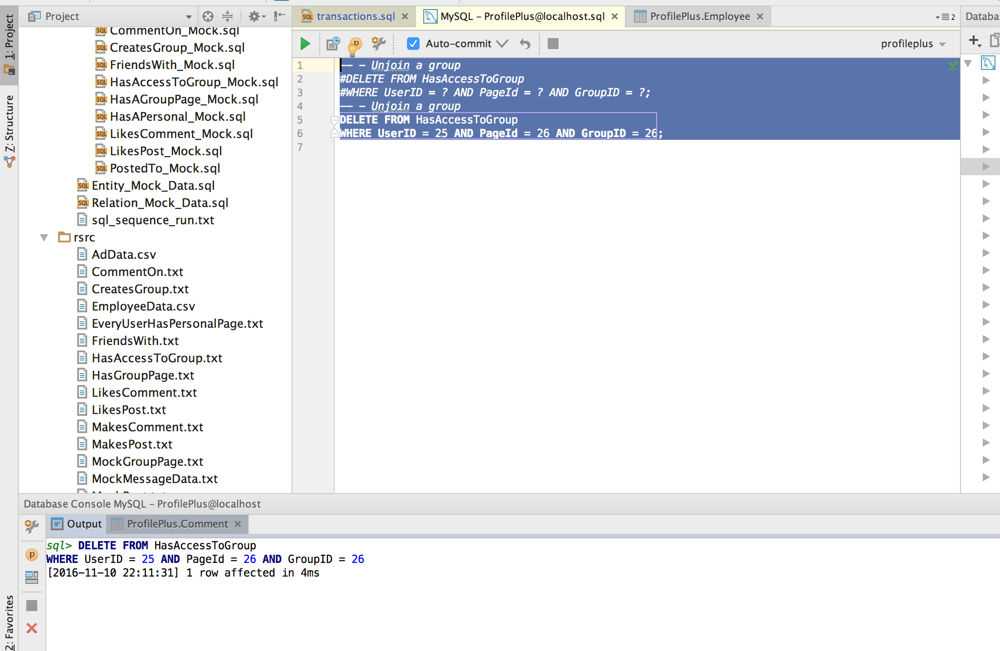 Project
transactions.sql
MySQL – ProfilePlus@localhost.sql
ProfilePlus.Employee
2
Databa
1: Project
7: Structure
2: Favorites
CommentOn_Mock.sql
CreatesGroup_Mock.sql
FriendsWith_Mock.sql
HasAccessToGroup_Mock.sql
HasAGroupPage_Mock.sql
HasAPersonal_Mock.sql
LikesComment_Mock.sql
LikesPost_Mock.sql
PostedTo_Mock.sql
Entity_Mock_Data.sql
Relation_Mock_Data.sql
sql_sequence_run.txt
rsrc
AdData.csv
CommentOn.txt
CreatesGroup.txt
EmployeeData.csv
EveryUserHasPersonalPage.txt
FriendsWith.txt
HasAccessToGroup.txt
HasGroupPage.txt
LikesComment.txt
LikesPost.txt
MakesComment.txt
MakesPost.txt
MockGroupPage.txt
MockMessageData.txt
Auto-commit
profileplus
1 -- - Unjoin a group
2 #DELETE FROM HasAccessToGroup
3 #WHERE UserID = ? AND PageId = ? AND GroupID = ?;
4 -- - Unjoin a group
5 DELETE FROM HasAccessToGroup
6 WHERE UserID = 25 AND PageId = 26 AND GroupID = 26;
7
Database Console MySQL – ProfilePlus@localhost
Output
ProfilePlus.Comment
sql> DELETE FROM HasAccessToGroup
WHERE UserID = 25 AND PageId = 26 AND GroupID = 26
[2016-11-10 22:11:31] 1 row affected in 4ms